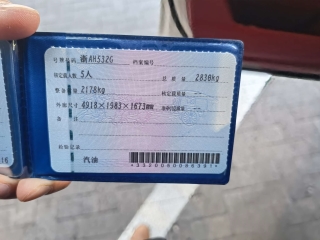 号牌号码 浙AH532G 档案编号
核定载人数 5人 总质量 2630kg
整备质量 2178kg 核定载质量
外廓尺寸 4918×1983×1673mm 准牵引总质量
备注
检验记录
汽油